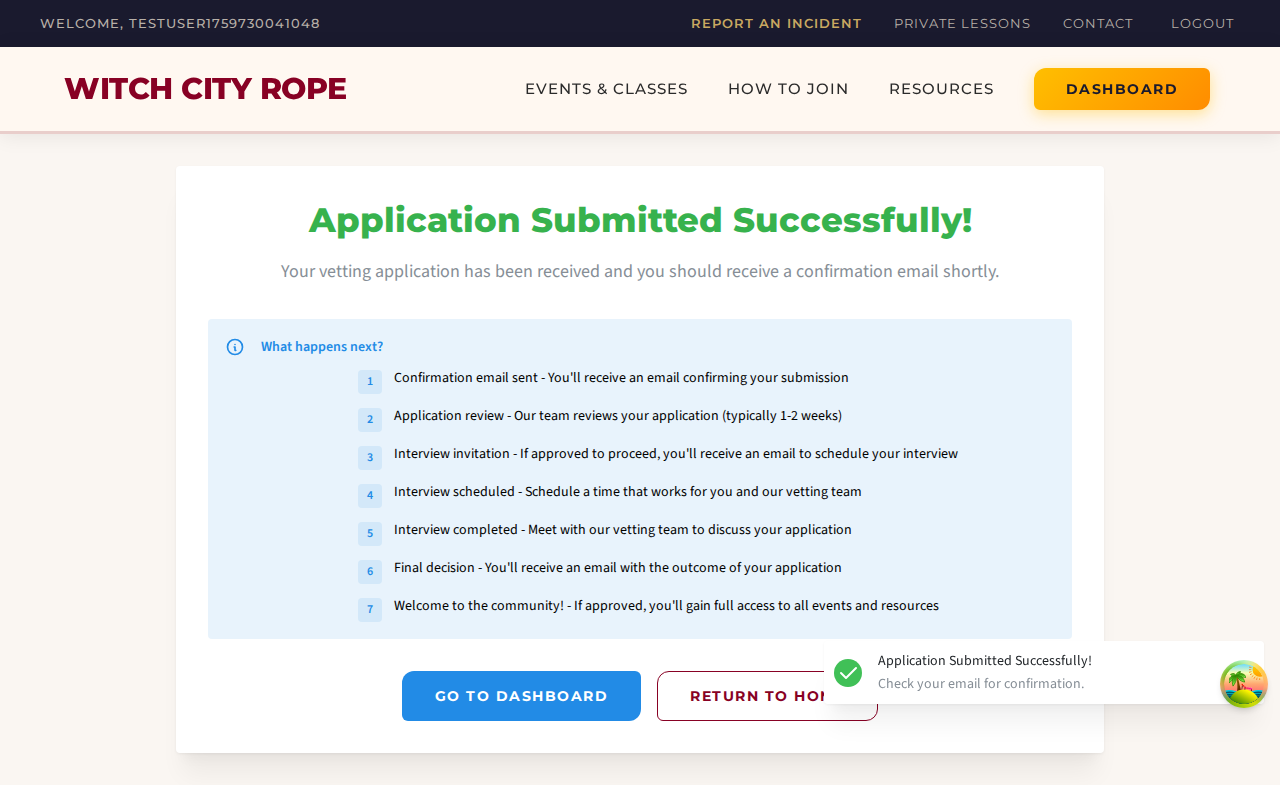 WELCOME, TESTUSER1759730041048
REPORT AN INCIDENT
PRIVATE LESSONS
CONTACT
LOGOUT
WITCH CITY ROPE
EVENTS & CLASSES
HOW TO JOIN
RESOURCES
DASHBOARD
Application Submitted Successfully!
Your vetting application has been received and you should receive a confirmation email shortly.
What happens next?
1 Confirmation email sent - You'll receive an email confirming your submission
2 Application review - Our team reviews your application (typically 1-2 weeks)
3 Interview invitation - If approved to proceed, you'll receive an email to schedule your interview
4 Interview scheduled - Schedule a time that works for you and our vetting team
5 Interview completed - Meet with our vetting team to discuss your application
6 Final decision - You'll receive an email with the outcome of your application
7 Welcome to the community! - If approved, you'll gain full access to all events and resources
GO TO DASHBOARD
RETURN TO
Application Submitted Successfully!
Check your email for confirmation.